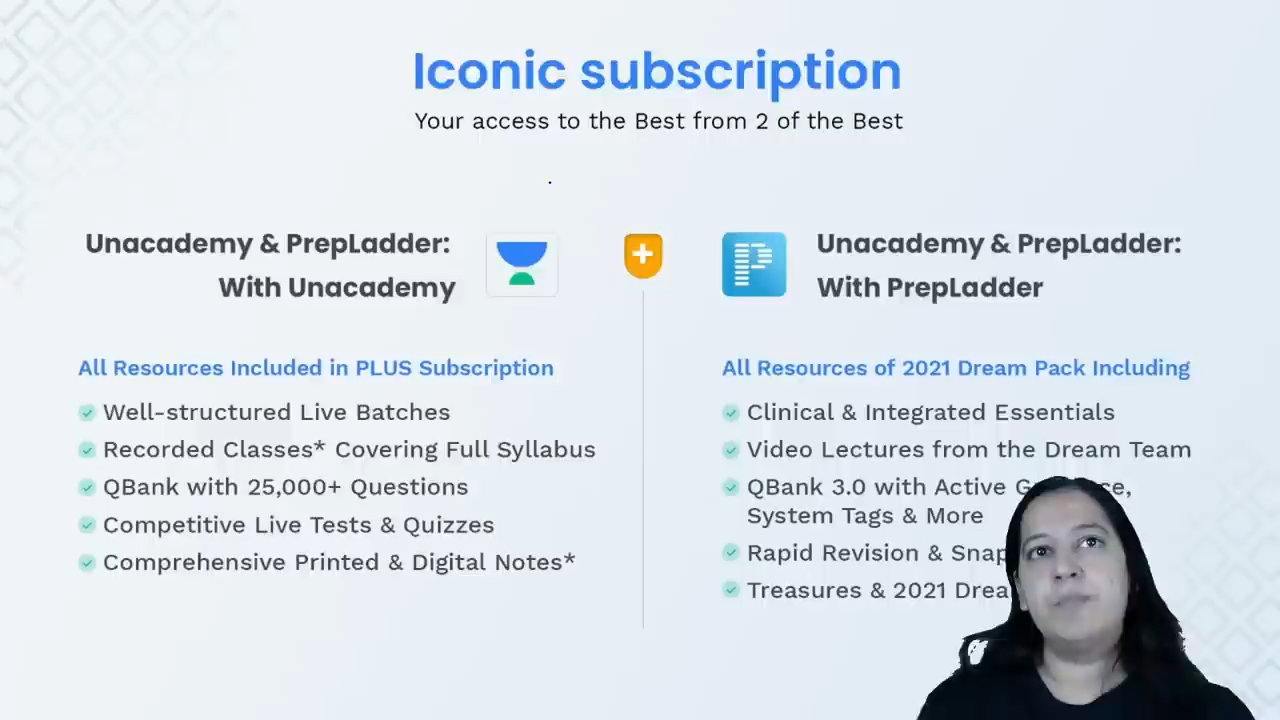 Iconic subscription
Your access to the Best from 2 of the Best
Unacademy & PrepLadder:
With Unacademy
All Resources Included in PLUS Subscription
Well-structured Live Batches
Recorded Classes* Covering Full Syllabus
QBank with 25,000+ Questions
Competitive Live Tests & Quizzes
Comprehensive Printed & Digital Notes*
Unacademy & PrepLadder:
With PrepLadder
All Resources of 2021 Dream Pack Including
Clinical & Integrated Essentials
Video Lectures from the Dream Team
QBank 3.0 with Active
System Tags & More
Rapid Revision &
Treasures & 2021